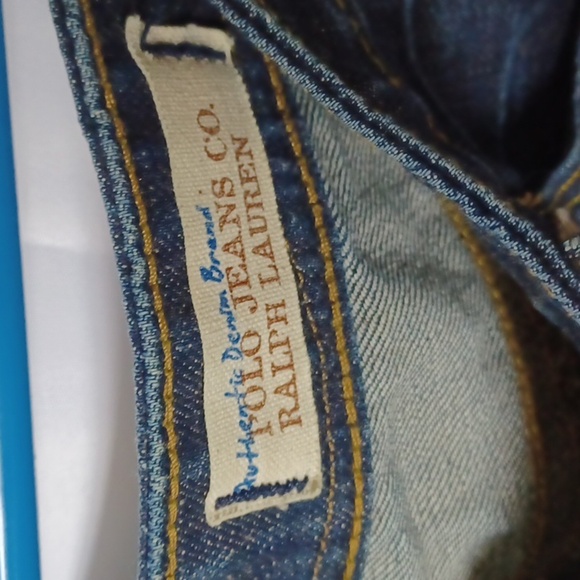 Authentic Denim Brand
POLO JEANS CO.
RALPH LAUREN